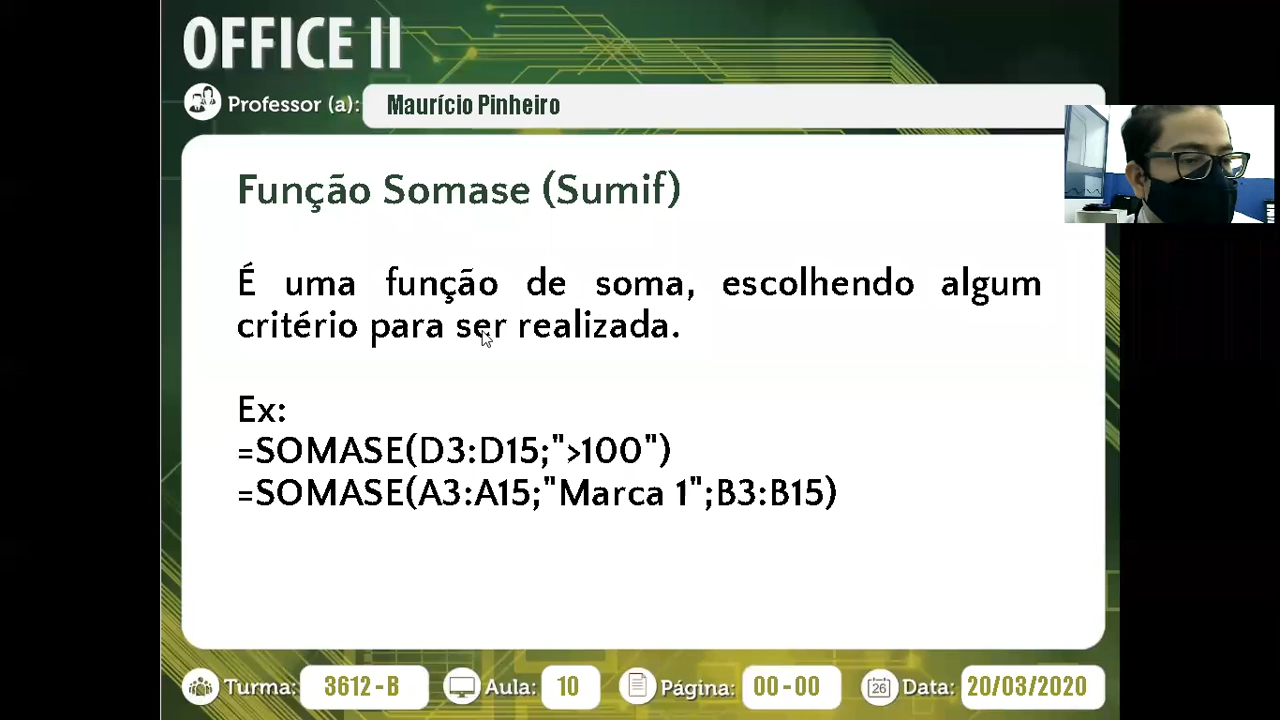 OFFICE II
Professor (a): Maurício Pinheiro
Função Somase (Sumif)
É uma função de soma, escolhendo algum
critério para ser realizada.
Ex:
=SOMASE(D3:D15;">100")
=SOMASE(A3:A15;"Marca 1";B3:B15)
Turma: 3612-B Aula: 10 Página: 00-00 26 Data: 20/03/2020